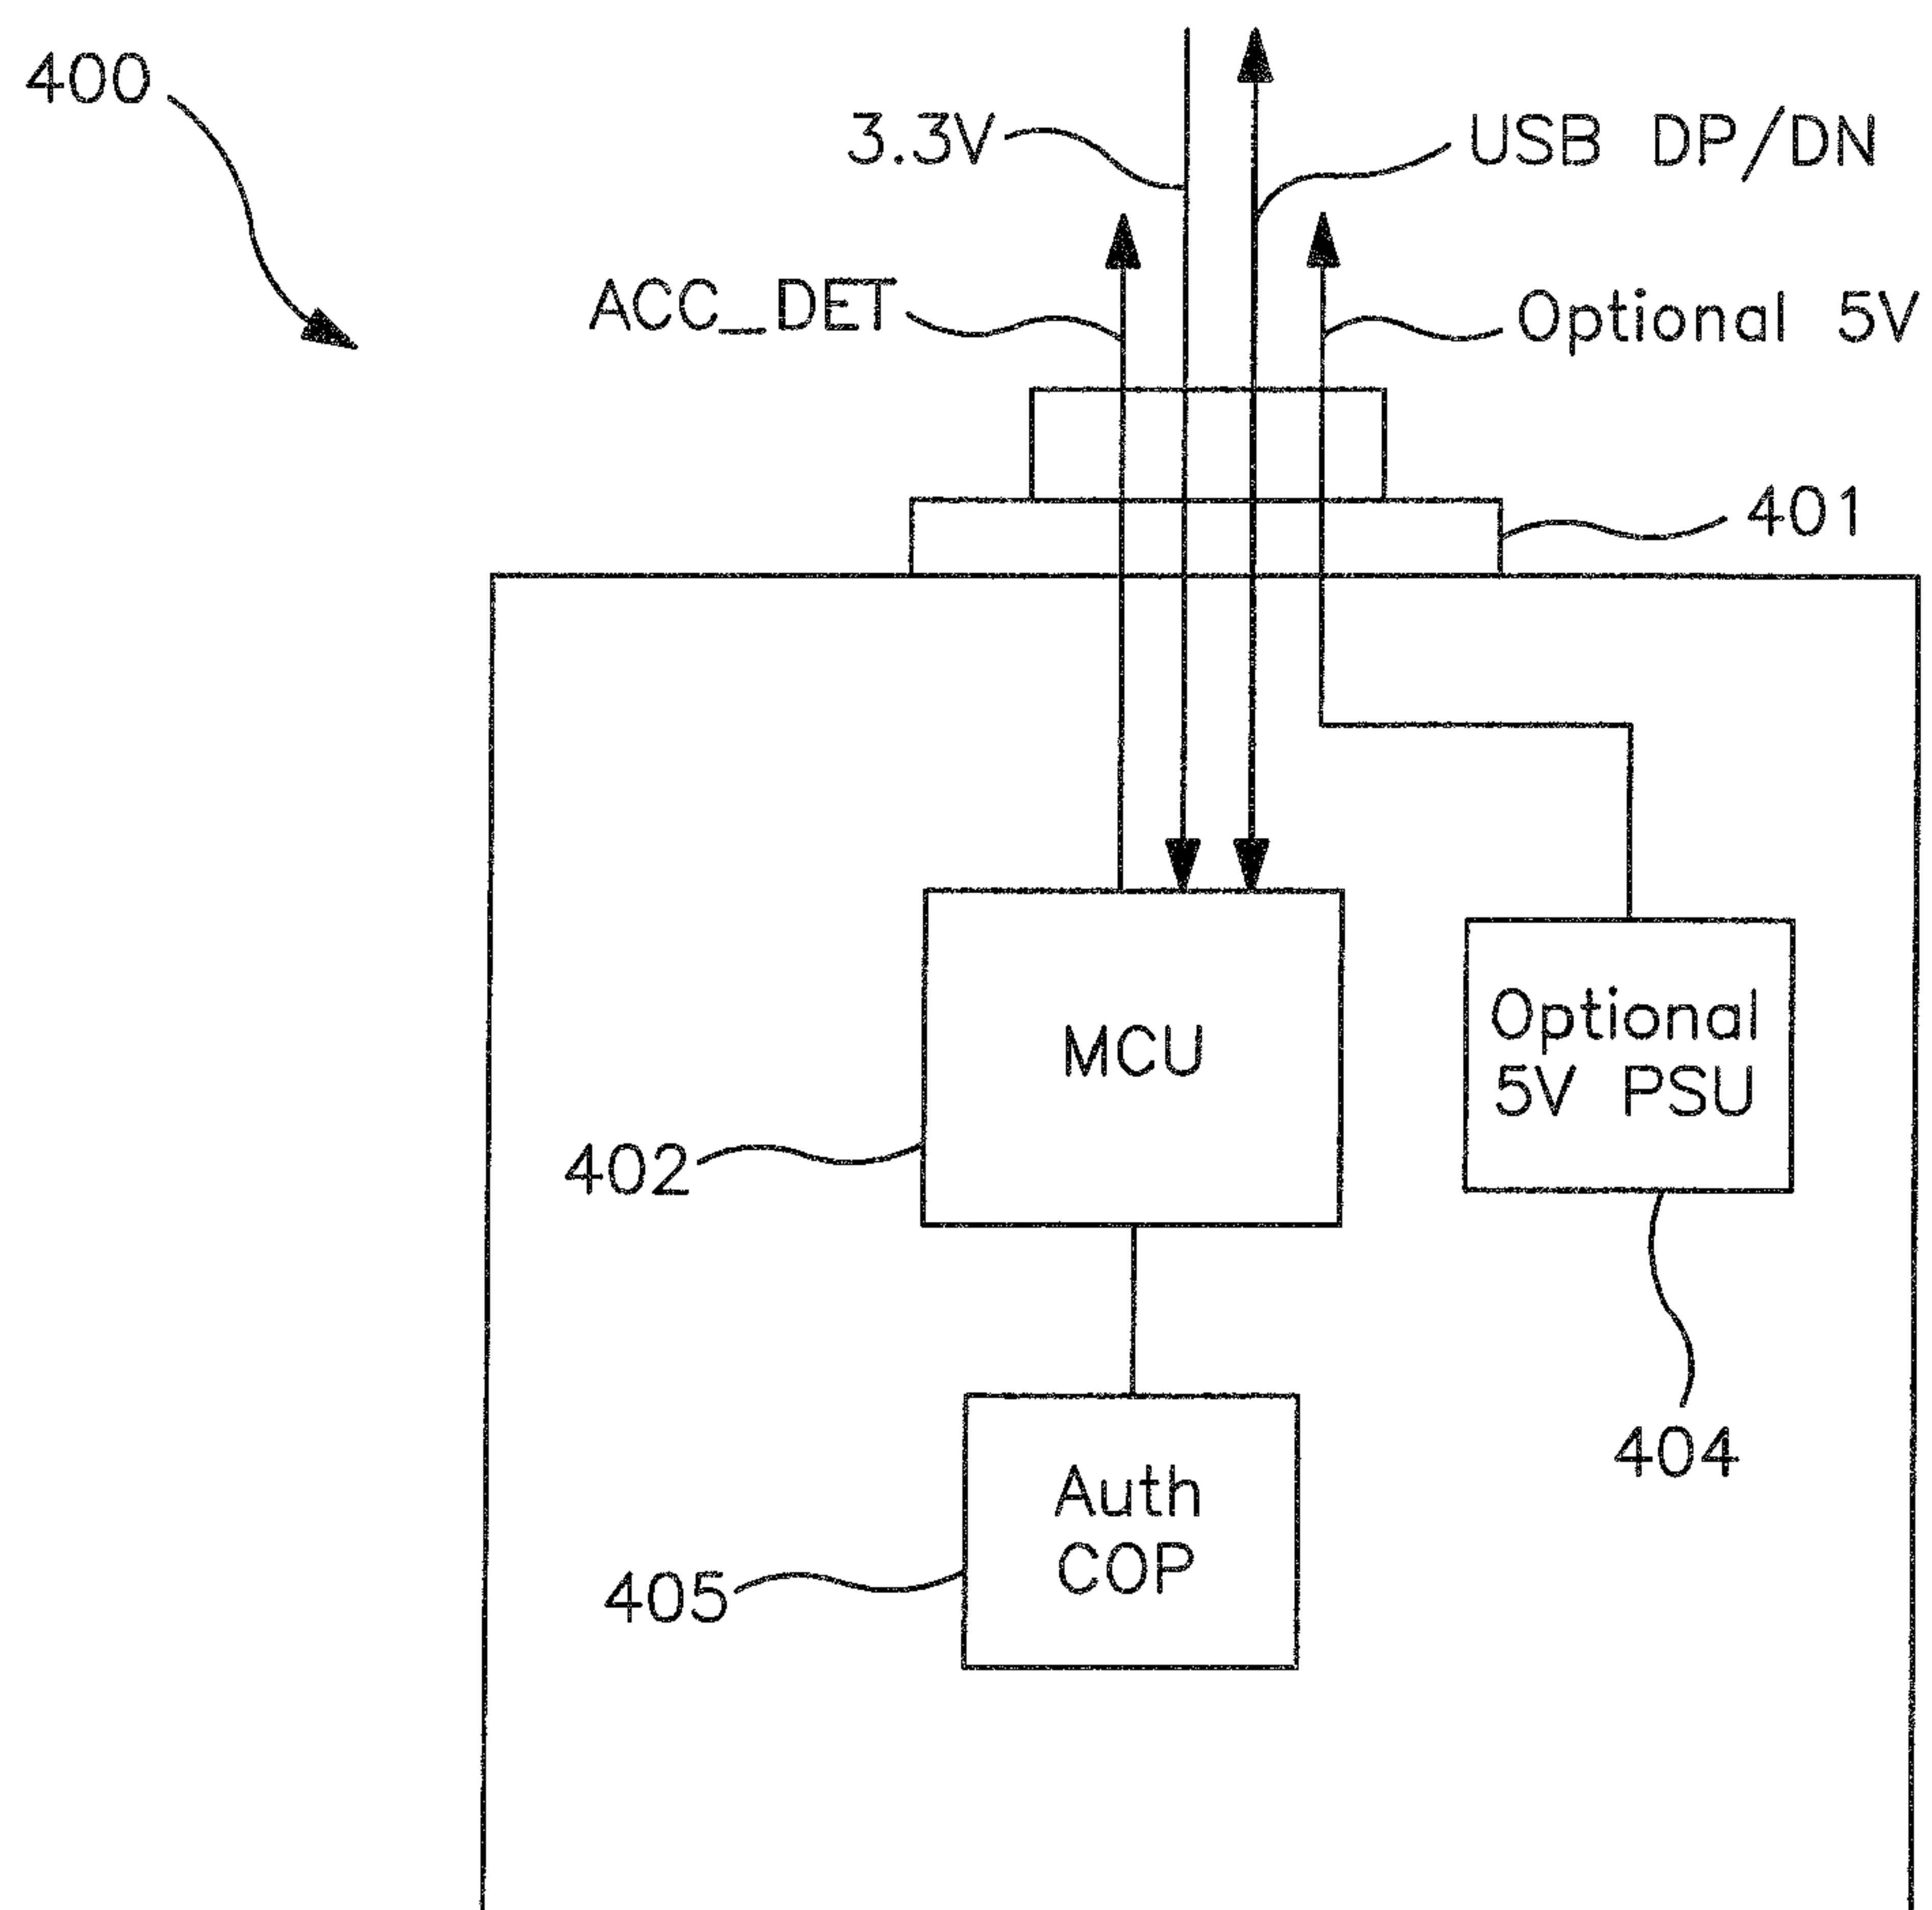 400
3.3V
USB DP/DN
ACC_DET
Optional 5V
401
MCU
Optional
5V PSU
402
404
Auth
COP
405